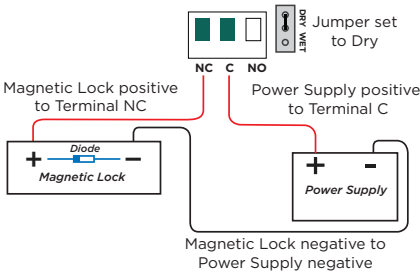 DRY WET
Jumper set
to Dry
NC C NO
Magnetic Lock positive
to Terminal NC
Power Supply positive
to Terminal C
Diode
+ −
Magnetic Lock
+ -
Power Supply
Magnetic Lock negative to
Power Supply negative